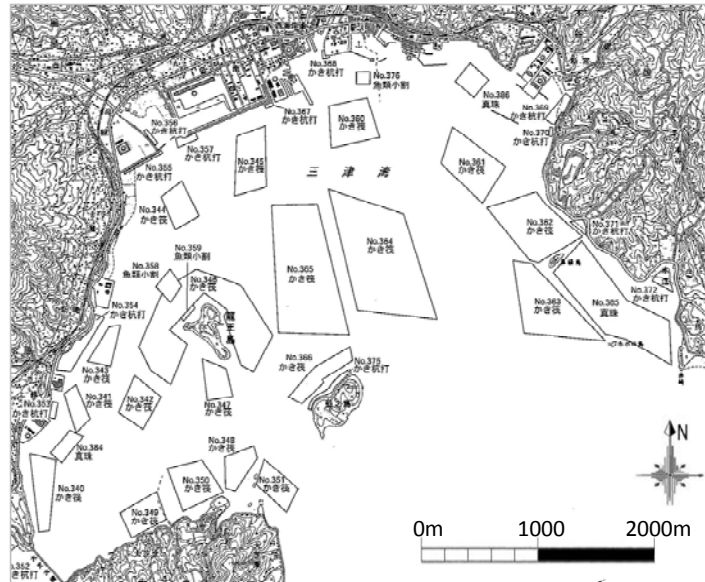 No.368
かき杭打
No.376
魚類小割
No.386
真珠
No.369
かき杭打
No.367
かき杭打
No.360
かき筏
No.370
かき杭打
No.356
かき杭打
No.357
かき杭打
No.355
かき杭打
No.345
かき筏
三津湾
No.361
かき筏
No.344
かき筏
No.362
かき筏
No.371
かき杭打
No.359
魚類小割
No.346
かき筏
No.364
かき筏
No.358
魚類小割
No.365
かき筏
No.372
かき杭打
No.363
かき筏
No.385
真珠
No.354
かき杭打
龍王島
No.343
かき筏
No.366
かき筏
No.375
かき杭打
No.353
かき杭打
No.341
かき筏
No.342
かき筏
No.347
かき筏
No.384
真珠
No.348
かき筏
No.340
かき筏
No.350
かき筏
No.351
かき筏
No.349
かき筏
No.352
かき杭打
N
0m 1000 2000m